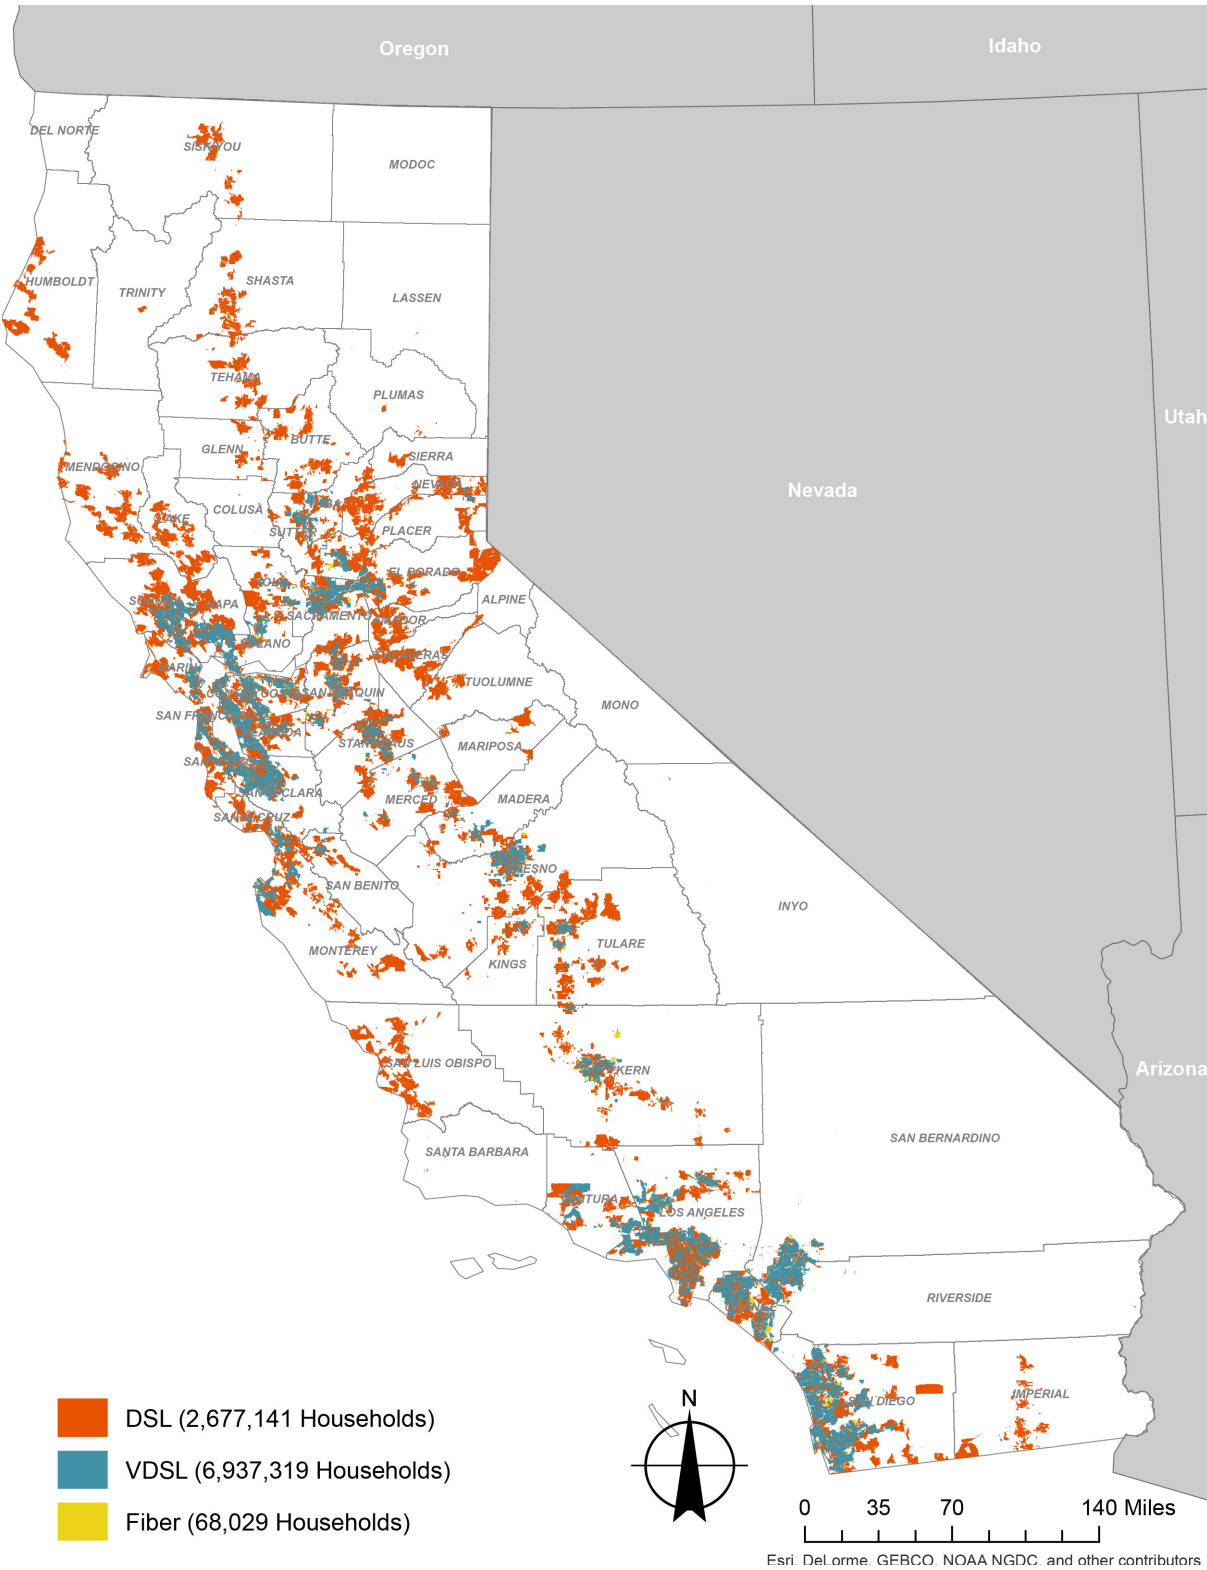 Oregon
Idaho
DEL NORTE
SISKIYOU
MODOC
HUMBOLDT
TRINITY
SHASTA
LASSEN
TEHAMA
PLUMAS
Utah
GLENN
BUTTE
SIERRA
MENDOCINO
NEVADA
Nevada
COLUSA
LAKE
SUTTER
PLACER
EL DORADO
NAPA
SACRAMENTO
ALPINE
SOLANO
MARIN
TUOLUMNE
SAN JOAQUIN
MONO
STANISLAUS
MARIPOSA
SANTA CLARA
MERCED
MADERA
SANTA CRUZ
FRESNO
SAN BENITO
INYO
MONTEREY
KINGS
TULARE
SAN LUIS OBISPO
KERN
Arizona
SANTA BARBARA
SAN BERNARDINO
VENTURA
LOS ANGELES
RIVERSIDE
SAN DIEGO
IMPERIAL
N
DSL (2,677,141 Households)
VDSL (6,937,319 Households)
Fiber (68,029 Households)
0 35 70 140 Miles
Esri, DeLorme, GEBCO, NOAA NGDC, and other contributors